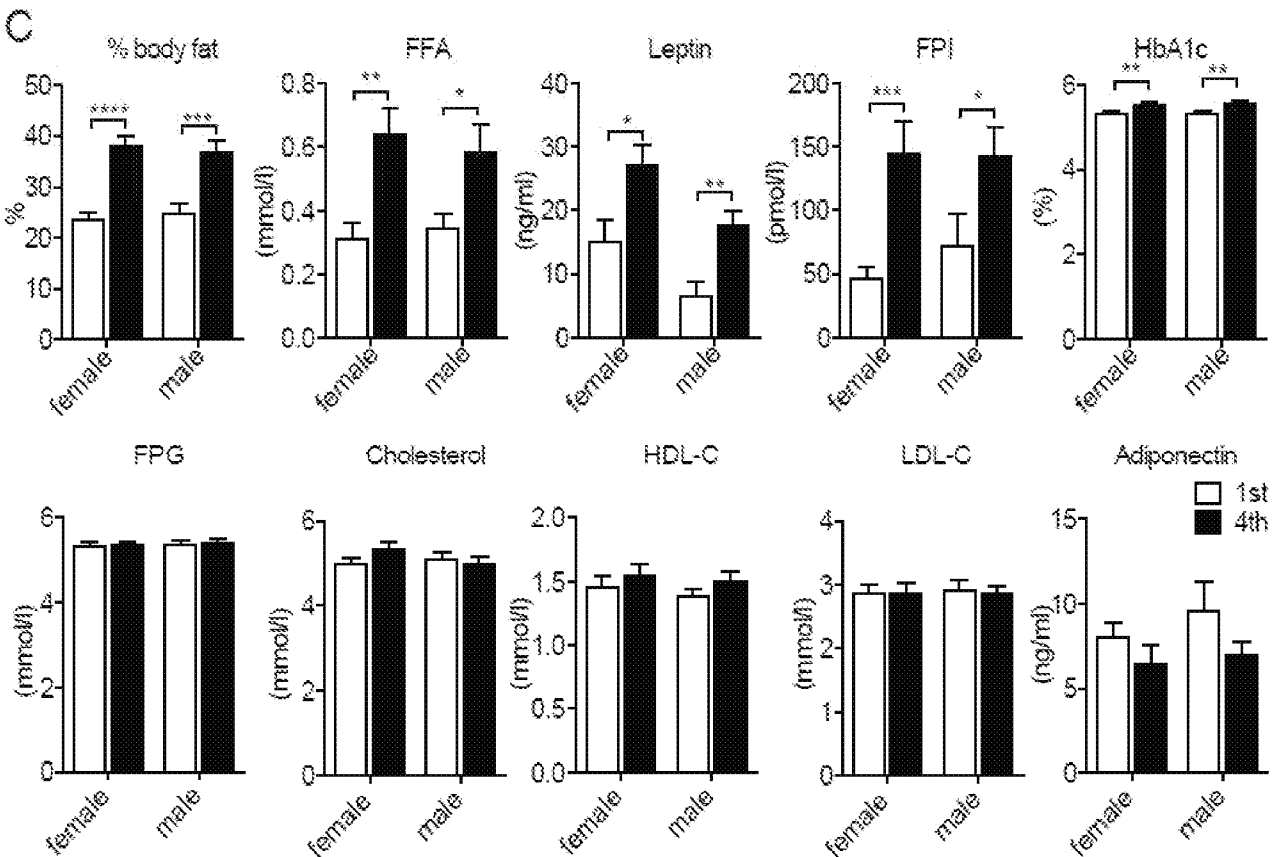 C
% body fat
FFA
Leptin
FPI
HbA1c
50
40
30
20
10
0
%
****
***
female
male
0.8
0.6
0.4
0.2
0.0
(mmol/l)
**
*
female
male
40
30
20
10
0
(ng/ml)
*
**
female
male
200
150
100
50
0
(pmol/l)
***
*
female
male
6
4
2
0
(%)
**
**
female
male
FPG
Cholesterol
HDL-C
LDL-C
Adiponectin
1st
4th
6
4
2
0
(mmol/l)
female
male
6
4
2
0
(mmol/l)
female
male
2.0
1.5
1.0
0.5
0.0
(mmol/l)
female
male
4
3
2
1
0
(mmol/l)
female
male
15
10
5
0
(ng/ml)
female
male